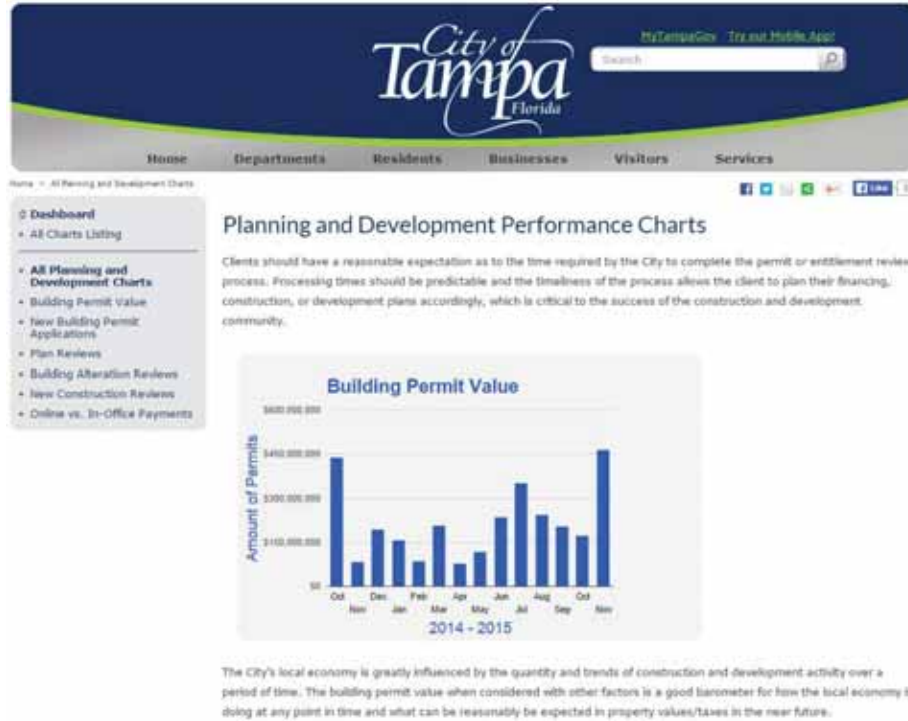 City of
Tampa
Florida
MyTampaGov Try our Mobile App!
Search
Home Departments Residents Businesses Visitors Services
Home > All Planning and Development Charts
Like
Dashboard
All Charts Listing
All Planning and
Development Charts
Building Permit Value
New Building Permit
Applications
Plan Reviews
Building Alteration Reviews
New Construction Reviews
Online vs. In-Office Payments
Planning and Development Performance Charts
Clients should have a reasonable expectation as to the time required by the City to complete the permit or entitlement review
process. Processing times should be predictable and the timeliness of the process allows the client to plan their financing,
construction, or development plans accordingly, which is critical to the success of the construction and development
community.
Building Permit Value
Amount of Permits
$600,000,000
$450,000,000
$300,000,000
$150,000,000
$0
Oct Dec Feb Apr Jun Aug Oct
Nov Jan Mar May Jul Sep Nov
2014 - 2015
The City's local economy is greatly influenced by the quantity and trends of construction and development activity over a
period of time. The building permit value when considered with other factors is a good barometer for how the local economy
doing at any point in time and what can be reasonably be expected in property values/taxes in the near future.